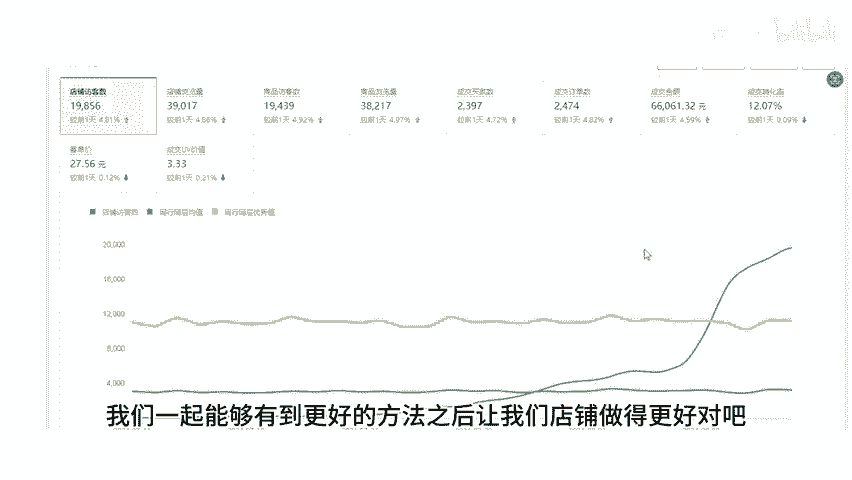 bilibili
店铺访客数 店铺浏览量 商品访客数 商品浏览量 成交买家数 成交订单数 成交金额 成交转化率
19,856 39,017 19,439 38,217 2,397 2,474 66,061.32 元 12.07%
较前1天 4.81% 较前1天 4.86% 较前1天 4.92% 较前1天 4.97% 较前1天 4.72% 较前1天 4.82% 较前1天 4.59% 较前1天 0.09%
客单价 成交UV价值
27.56 元 3.33
较前1天 0.12% 较前1天 0.21%
店铺访客数 同行同层均值 同行同层优秀值
20,000
16,000
12,000
8,000
4,000
我们一起能够有到更好的方法之后让我们店铺做得更好对吧